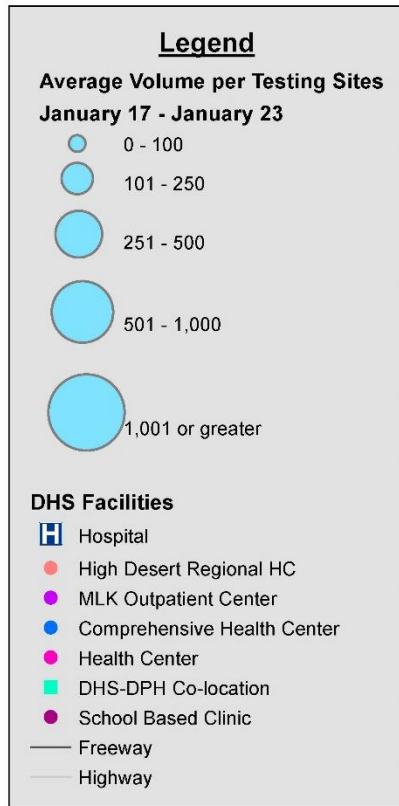 Legend
Average Volume per Testing Sites
January 17 - January 23
0 - 100
101 - 250
251 - 500
501 - 1,000
1,001 or greater
DHS Facilities
H Hospital
High Desert Regional HC
MLK Outpatient Center
Comprehensive Health Center
Health Center
DHS-DPH Co-location
School Based Clinic
Freeway
Highway